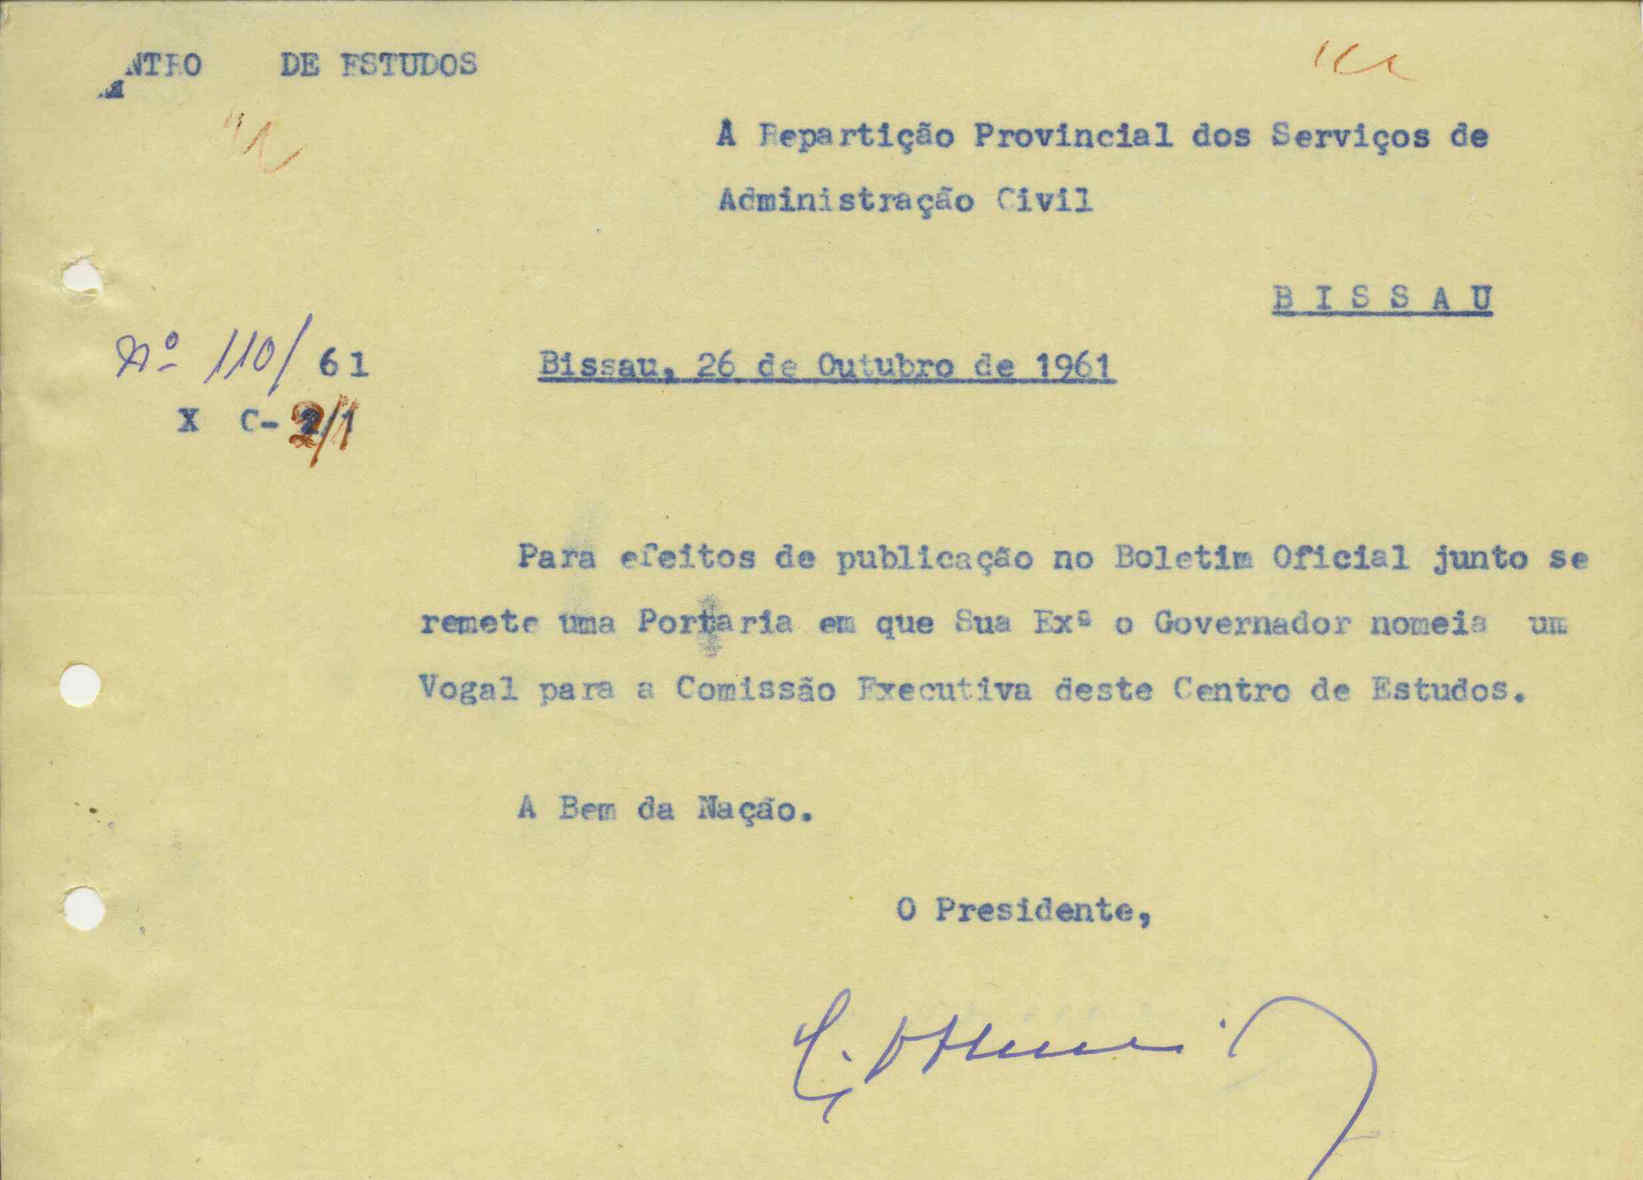 NTRO DE ESTUDOS
A Repartição Provincial dos Serviços de
Administração Civil
B I S S A U
Nº 110/61
Bissau, 26 de Outubro de 1961
X C-2/1
Para efeitos de publicação no Boletim Oficial junto se
remete uma Portaria em que Sua Exª o Governador nomeia um
Vogal para a Comissão Executiva deste Centro de Estudos.
A Bem da Nação.
O Presidente,